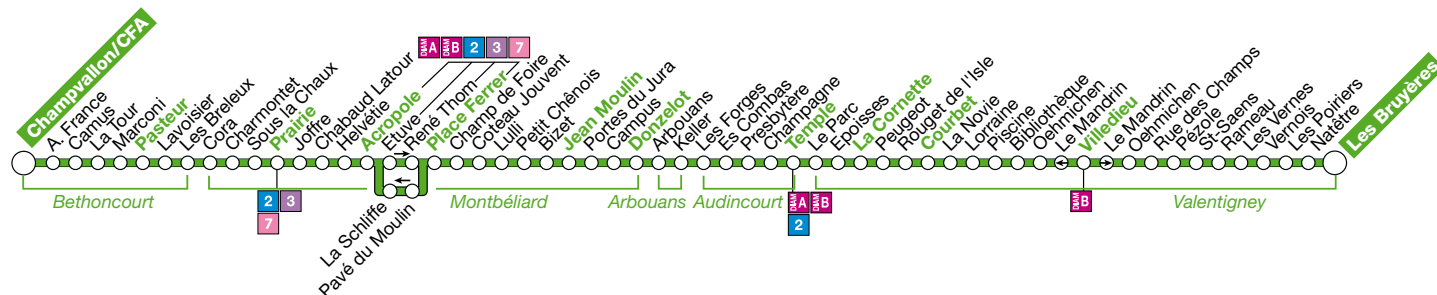 Champvallon/CFA
A. France
Camus
La Tour
Marconi
Pasteur
Lavoisier
Les Breleux
Cora
Charmontet
Sous la Chaux
Prairie
Joffre
Chabaud Latour
Helvétie
Acropole
Etuve
René Thom
Place Ferrer
Champ de Foire
Coteau Jouvent
Lulli
Petit Chênois
Bizet
Jean Moulin
Portes du Jura
Campus
Donzelot
Arbouans
Keller
Les Forges
Es Combas
Presbytère
Champagne
Temple
Le Parc
Epoisses
La Cornette
Peugeot
Rouget de l'Isle
Courbet
La Novie
Lorraine
Piscine
Bibliothèque
Oehmichen
Le Mandrin
Villedieu
Le Mandrin
Oehmichen
Rue des Champs
Pézole
St-Saens
Rameau
Les Vernes
Vernois
Les Poiriers
Natêtre
Les Bruyères
DIAM A DIAM B 2 3 7
La Schliffe
Pavé du Moulin
2 3
7
DIAM A DIAM B
2
DIAM B
Bethoncourt
Montbéliard
Arbouans
Audincourt
Valentigney